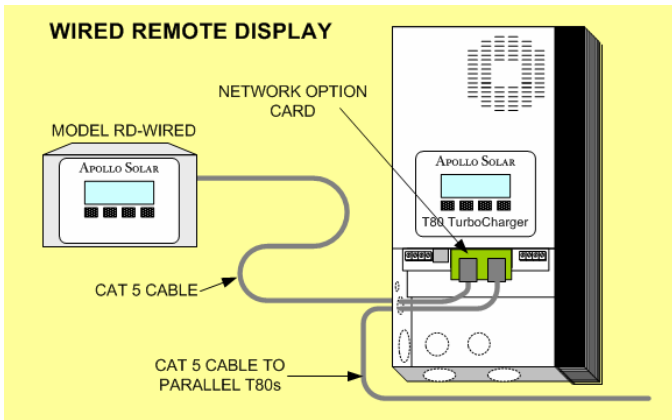 WIRED REMOTE DISPLAY
NETWORK OPTION
CARD
MODEL RD-WIRED
APOLLO SOLAR
APOLLO SOLAR
T80 TurboCharger
CAT 5 CABLE
CAT 5 CABLE TO
PARALLEL T80s